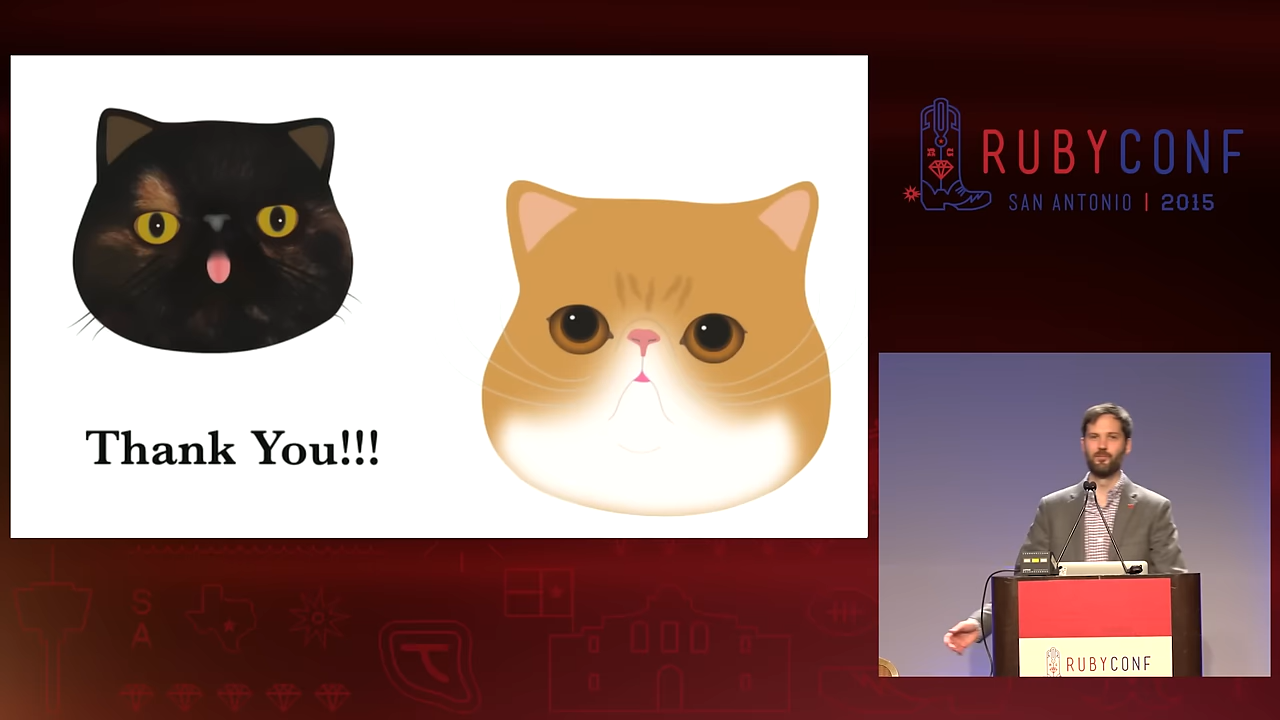 Thank You!!!
RUBYCONF
SAN ANTONIO | 2015
S
A
RUBYCONF